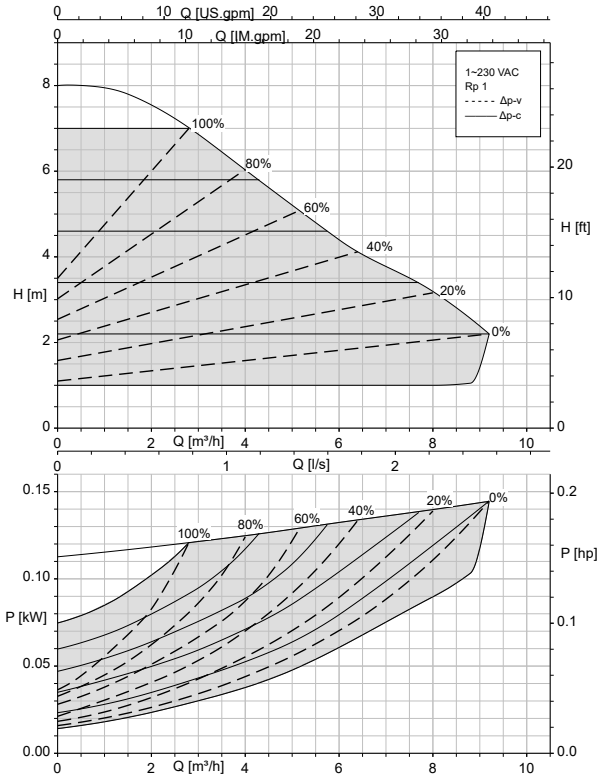 Q [US.gpm]
0 10 20 30 40
Q [IM.gpm]
0 10 20 30
1~230 VAC
Rp 1
Δp-v
Δp-c
8
6
4
H [m]
2
0
100%
80%
60%
40%
20%
0%
20
H [ft]
10
0
0 2 4 6 8 10
Q [m³/h]
0 1 2
Q [l/s]
0.15
0.10
P [kW]
0.05
0.00
100%
80%
60%
40%
20%
0%
0.2
P [hp]
0.1
0.0
0 2 4 6 8 10
Q [m³/h]